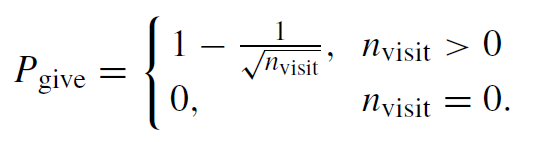 P_give = { 1 − 1/√n_visit, n_visit > 0
0, n_visit = 0.